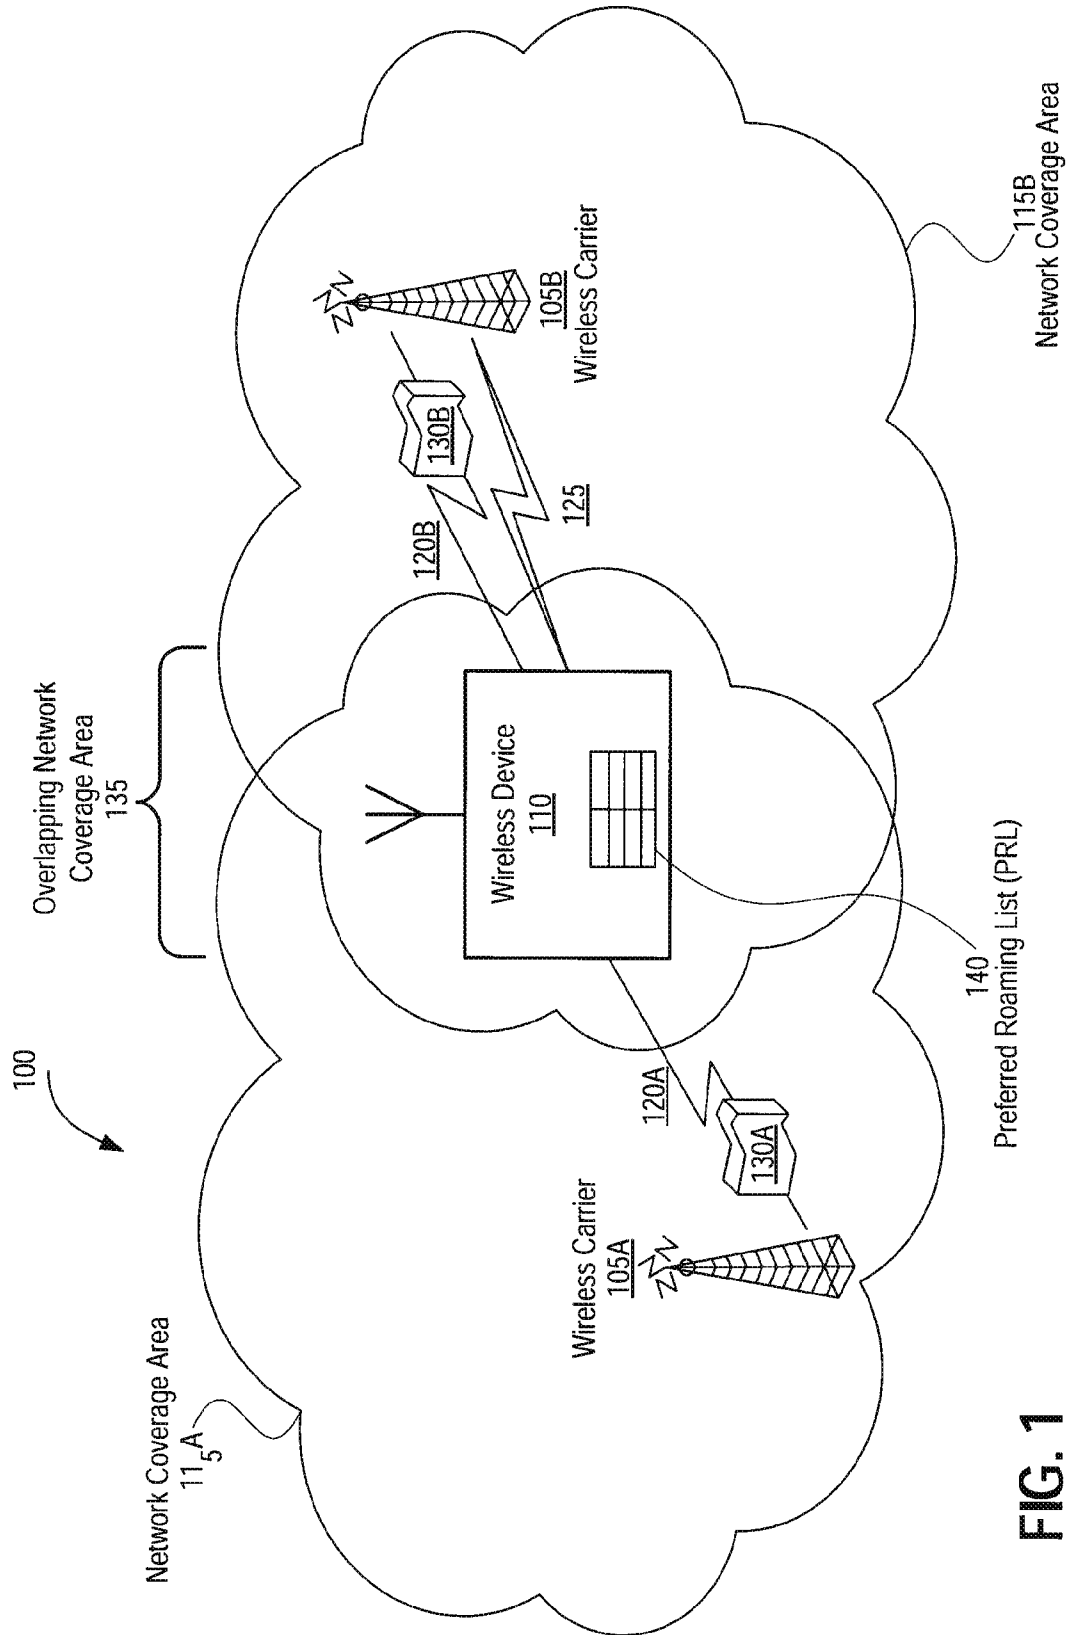 100
Overlapping Network
Coverage Area
135
Network Coverage Area
115A
Wireless Carrier
105A
120A
130A
Wireless Device
110
120B
130B
125
105B
Wireless Carrier
140
Preferred Roaming List (PRL)
115B
Network Coverage Area
FIG. 1